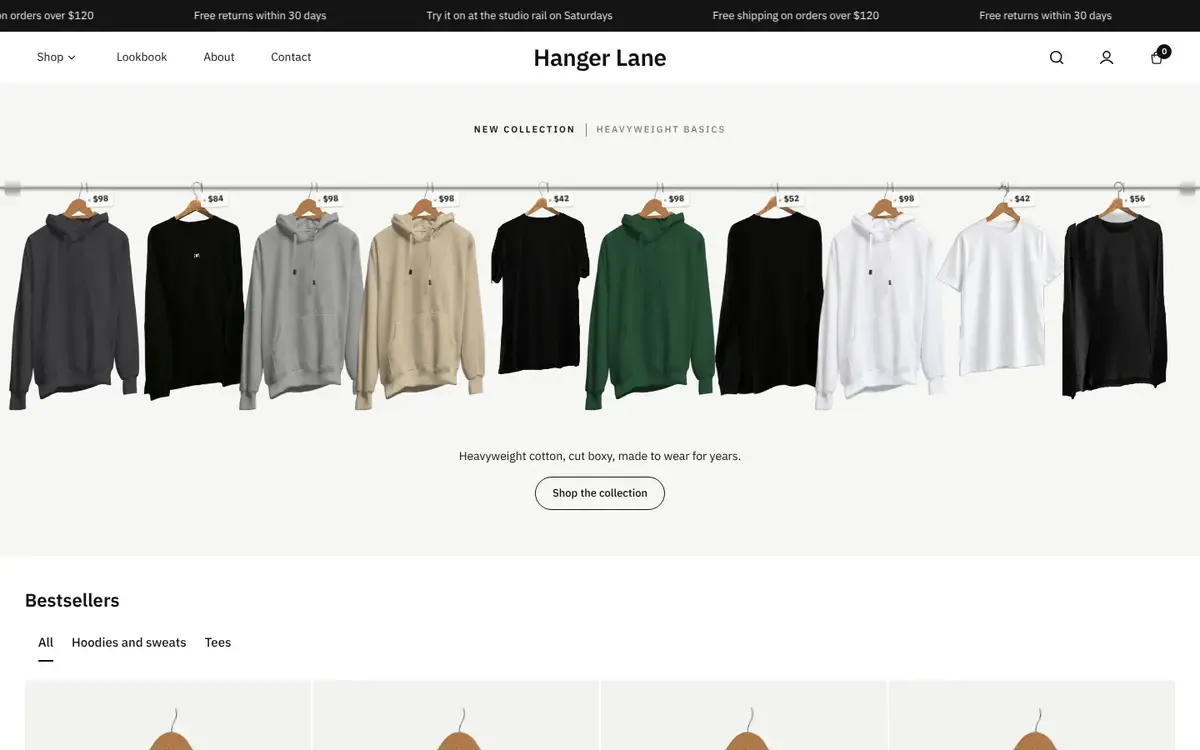 on orders over $120 Free returns within 30 days Try it on at the studio rail on Saturdays Free shipping on orders over $120 Free returns within 30 days
Shop Lookbook About Contact Hanger Lane 0
NEW COLLECTION HEAVYWEIGHT BASICS
$98 $84 $98 $98 $42 $98 $52 $98 $42 $56
Heavyweight cotton, cut boxy, made to wear for years.
Shop the collection
Bestsellers
All Hoodies and sweats Tees